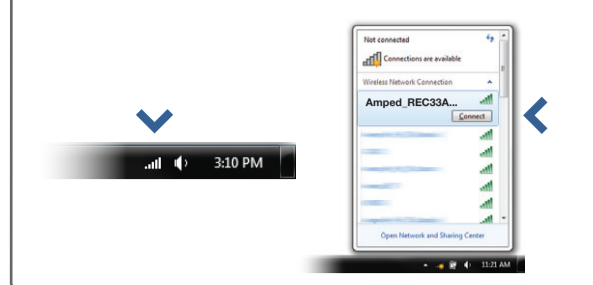 3:10 PM
Not connected
Connections are available
Wireless Network Connection
Amped_REC33A...
Connect
Open Network and Sharing Center
11:21 AM